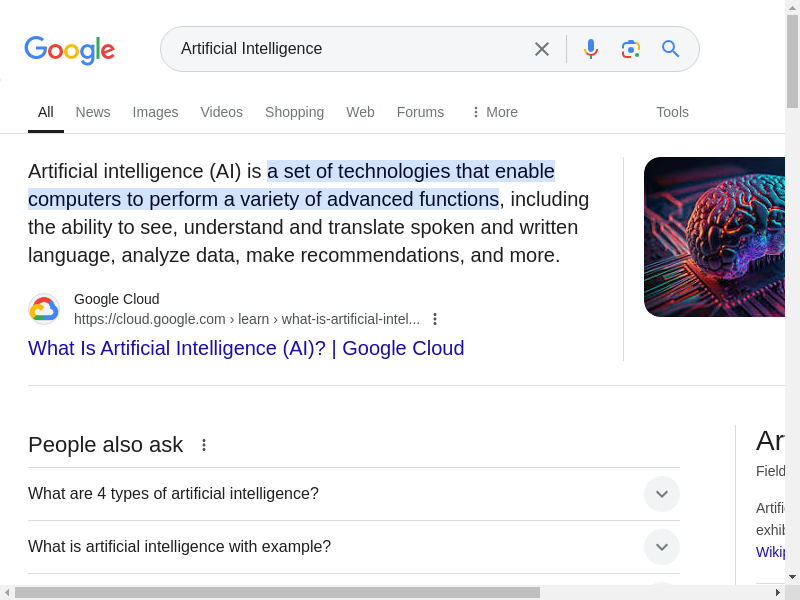 Google
Artificial Intelligence
All News Images Videos Shopping Web Forums More Tools
Artificial intelligence (AI) is a set of technologies that enable
computers to perform a variety of advanced functions, including
the ability to see, understand and translate spoken and written
language, analyze data, make recommendations, and more.
Google Cloud
https://cloud.google.com › learn › what-is-artificial-intel...
What Is Artificial Intelligence (AI)? | Google Cloud
People also ask
What are 4 types of artificial intelligence?
What is artificial intelligence with example?
Ar
Field
Artifi
exhib
Wikip